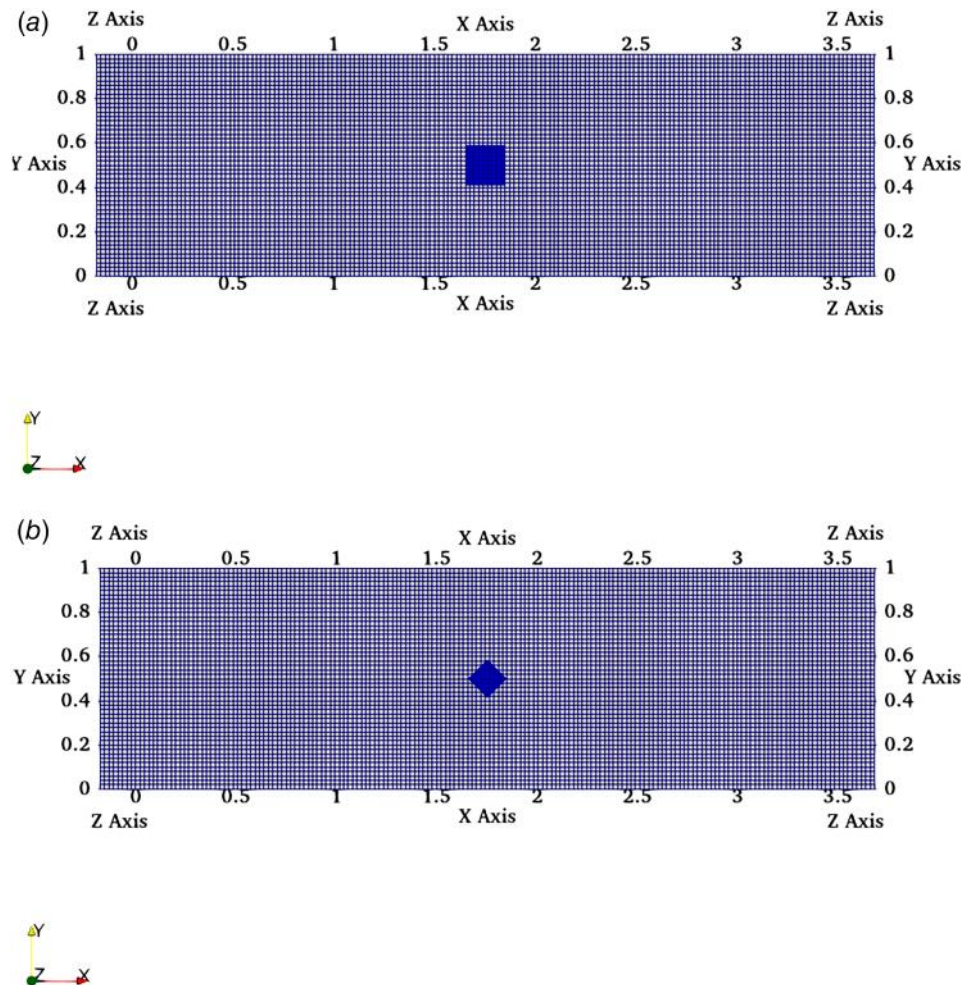 (a)
Z Axis X Axis Z Axis
0 0.5 1 1.5 2 2.5 3 3.5
1 1
0.8 0.8
0.6 0.6
Y Axis Y Axis
0.4 0.4
0.2 0.2
0 0
0 0.5 1 1.5 2 2.5 3 3.5
Z Axis X Axis Z Axis
Y
Z X
(b)
Z Axis X Axis Z Axis
0 0.5 1 1.5 2 2.5 3 3.5
1 1
0.8 0.8
0.6 0.6
Y Axis Y Axis
0.4 0.4
0.2 0.2
0 0
0 0.5 1 1.5 2 2.5 3 3.5
Z Axis X Axis Z Axis
Y
Z X